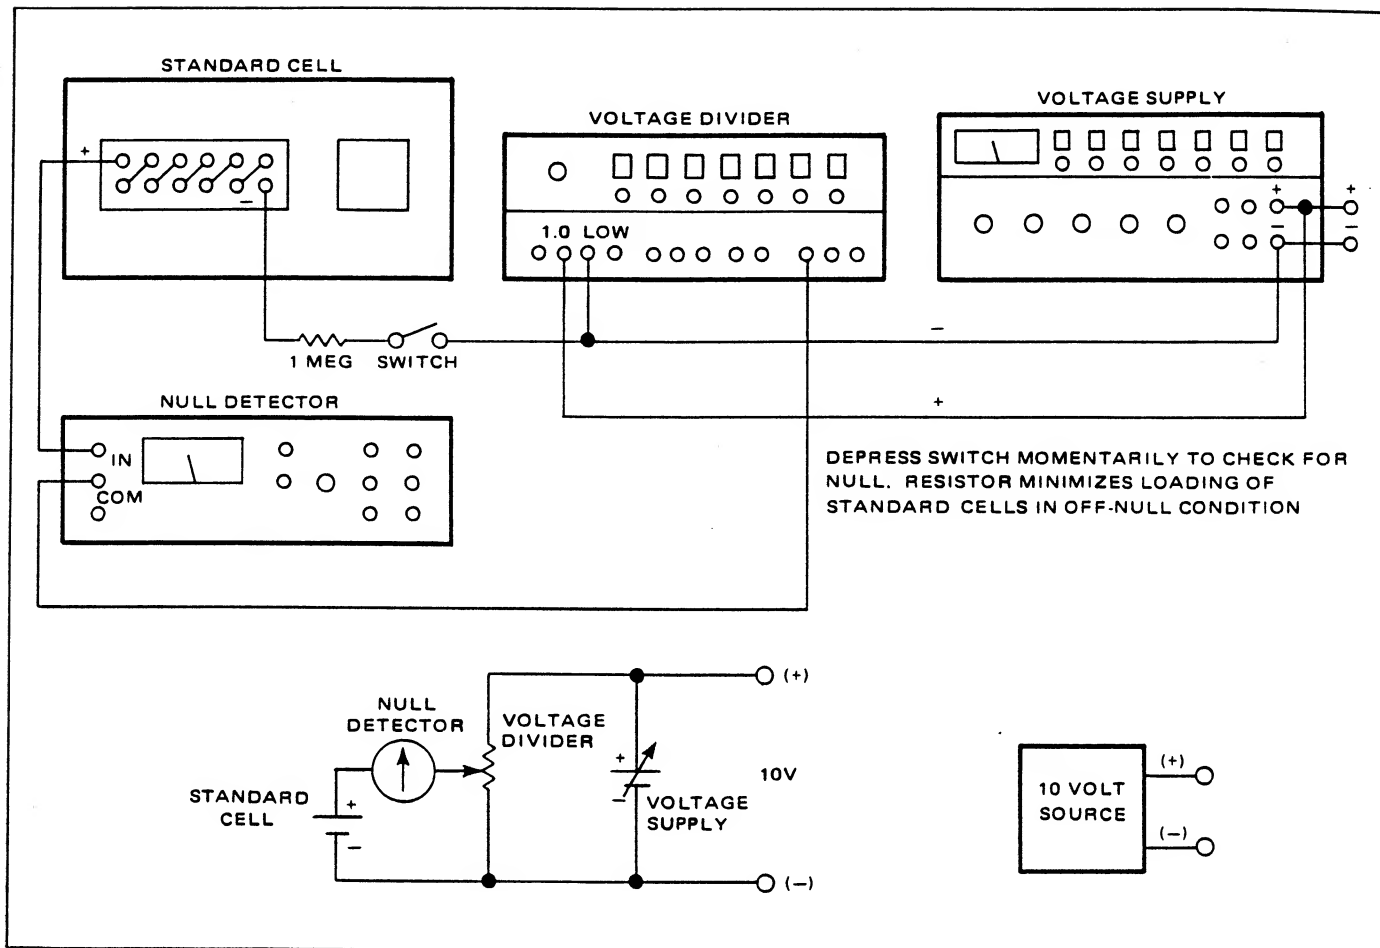 STANDARD CELL
+
−
VOLTAGE DIVIDER
1.0 LOW
VOLTAGE SUPPLY
+
+
−
−
1 MEG
SWITCH
−
+
NULL DETECTOR
IN
COM
DEPRESS SWITCH MOMENTARILY TO CHECK FOR
NULL. RESISTOR MINIMIZES LOADING OF
STANDARD CELLS IN OFF-NULL CONDITION
NULL
DETECTOR
VOLTAGE
DIVIDER
STANDARD
CELL
+
−
+
−
VOLTAGE
SUPPLY
(+)
10V
(−)
10 VOLT
SOURCE
(+)
(−)